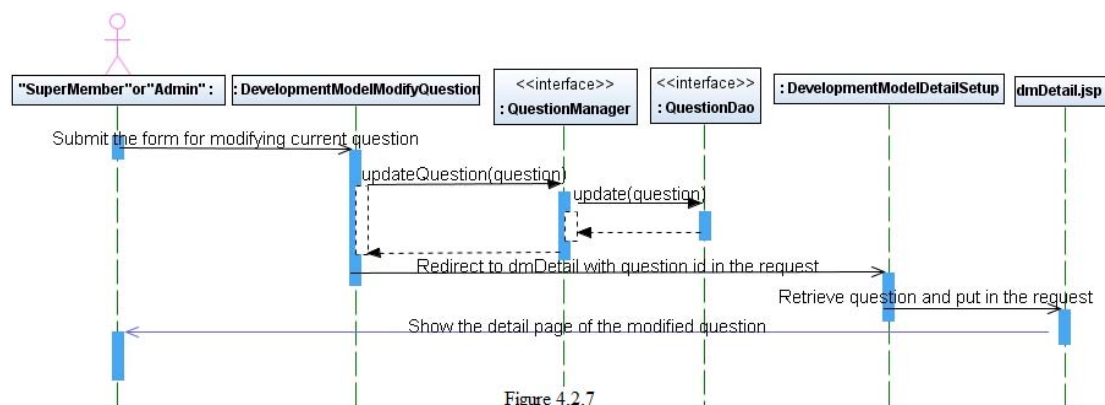 <<interface>>
<<interface>>
"SuperMember"or"Admin" :
: DevelopmentModelModifyQuestion
: QuestionManager
: QuestionDao
: DevelopmentModelDetailSetup
dmDetail.jsp
Submit the form for modifying current question
updateQuestion(question)
update(question)
Redirect to dmDetail with question id in the request
Retrieve question and put in the request
Show the detail page of the modified question
Figure 4.2.7